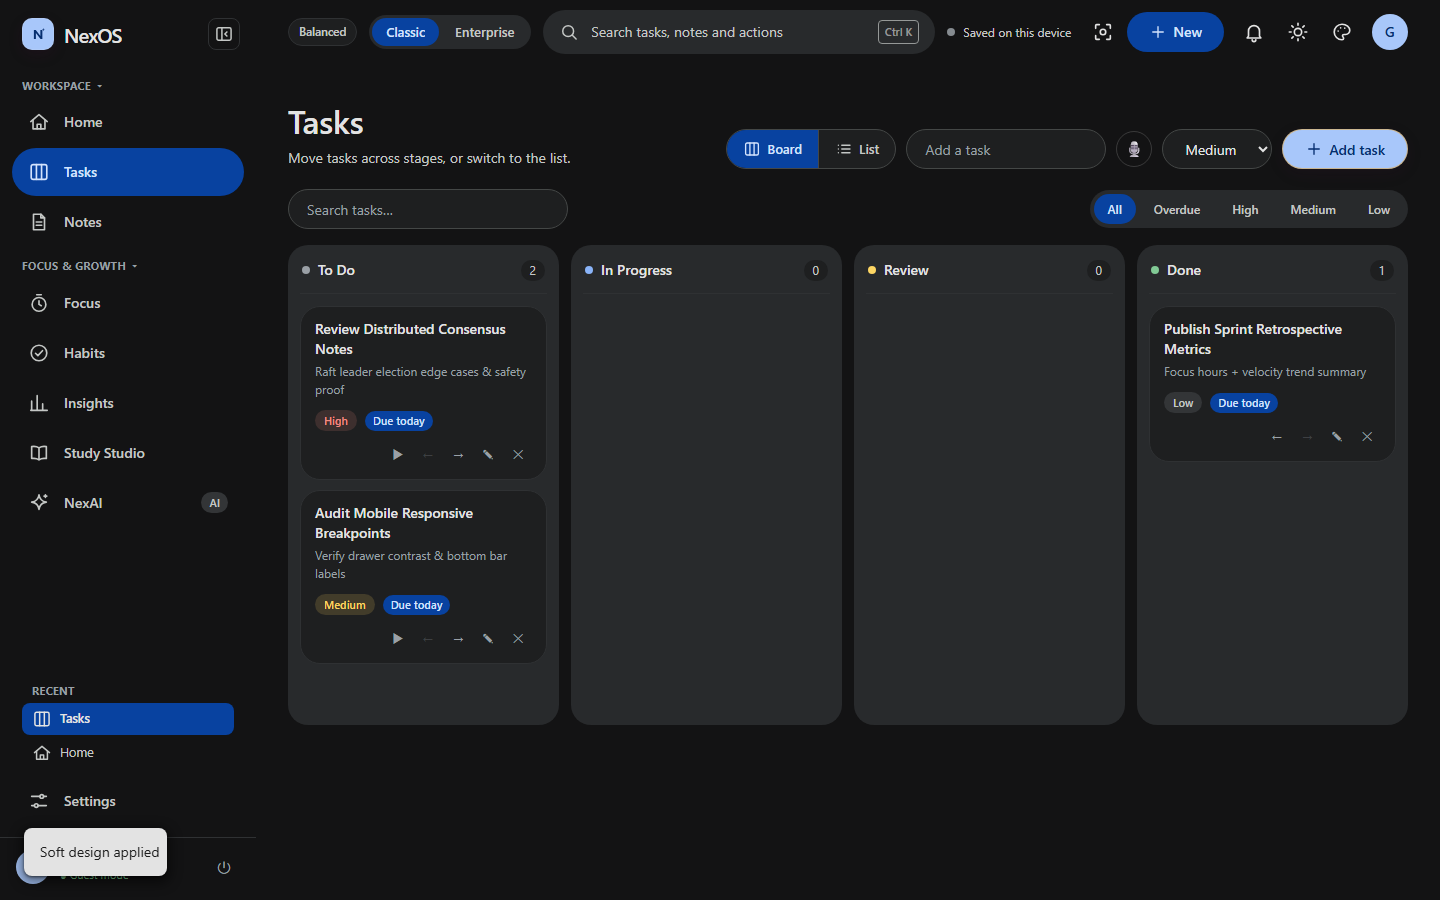 N
NexOS
Balanced
Classic
Enterprise
Search tasks, notes and actions
Ctrl K
Saved on this device
New
G
WORKSPACE
Home
Tasks
Notes
FOCUS & GROWTH
Focus
Habits
Insights
Study Studio
NexAI
AI
RECENT
Tasks
Home
Settings
Soft design applied
Tasks
Move tasks across stages, or switch to the list.
Board
List
Add a task
Medium
Add task
Search tasks...
All
Overdue
High
Medium
Low
To Do
2
Review Distributed Consensus
Notes
Raft leader election edge cases & safety
proof
High
Due today
Audit Mobile Responsive
Breakpoints
Verify drawer contrast & bottom bar
labels
Medium
Due today
In Progress
0
Review
0
Done
1
Publish Sprint Retrospective
Metrics
Focus hours + velocity trend summary
Low
Due today